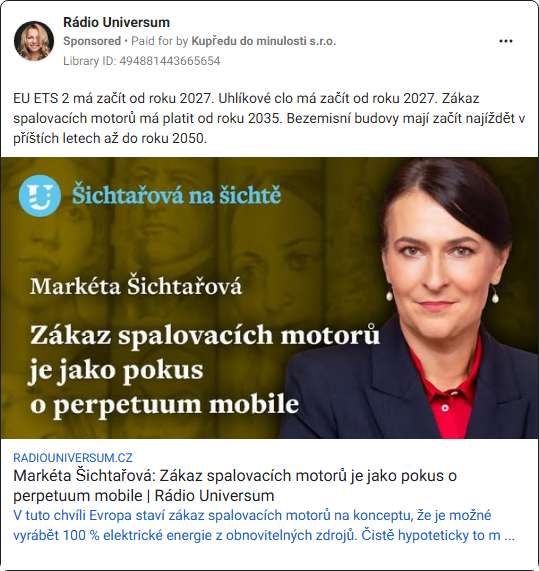 Rádio Universum
Sponsored • Paid for by Kupředu do minulosti s.r.o.
Library ID: 494881443665654
EU ETS 2 má začít od roku 2027. Uhlíkové clo má začít od roku 2027. Zákaz
spalovacích motorů má platit od roku 2035. Bezemisní budovy mají začít najíždět v
příštích letech až do roku 2050.
U Šichtařová na šichtě
Markéta Šichtařová
Zákaz spalovacích motorů
je jako pokus
o perpetuum mobile
RADIOUNIVERSUM.CZ
Markéta Šichtařová: Zákaz spalovacích motorů je jako pokus o
perpetuum mobile | Rádio Universum
V tuto chvíli Evropa staví zákaz spalovacích motorů na konceptu, že je možné
vyrábět 100 % elektrické energie z obnovitelných zdrojů. Čistě hypoteticky to m ...